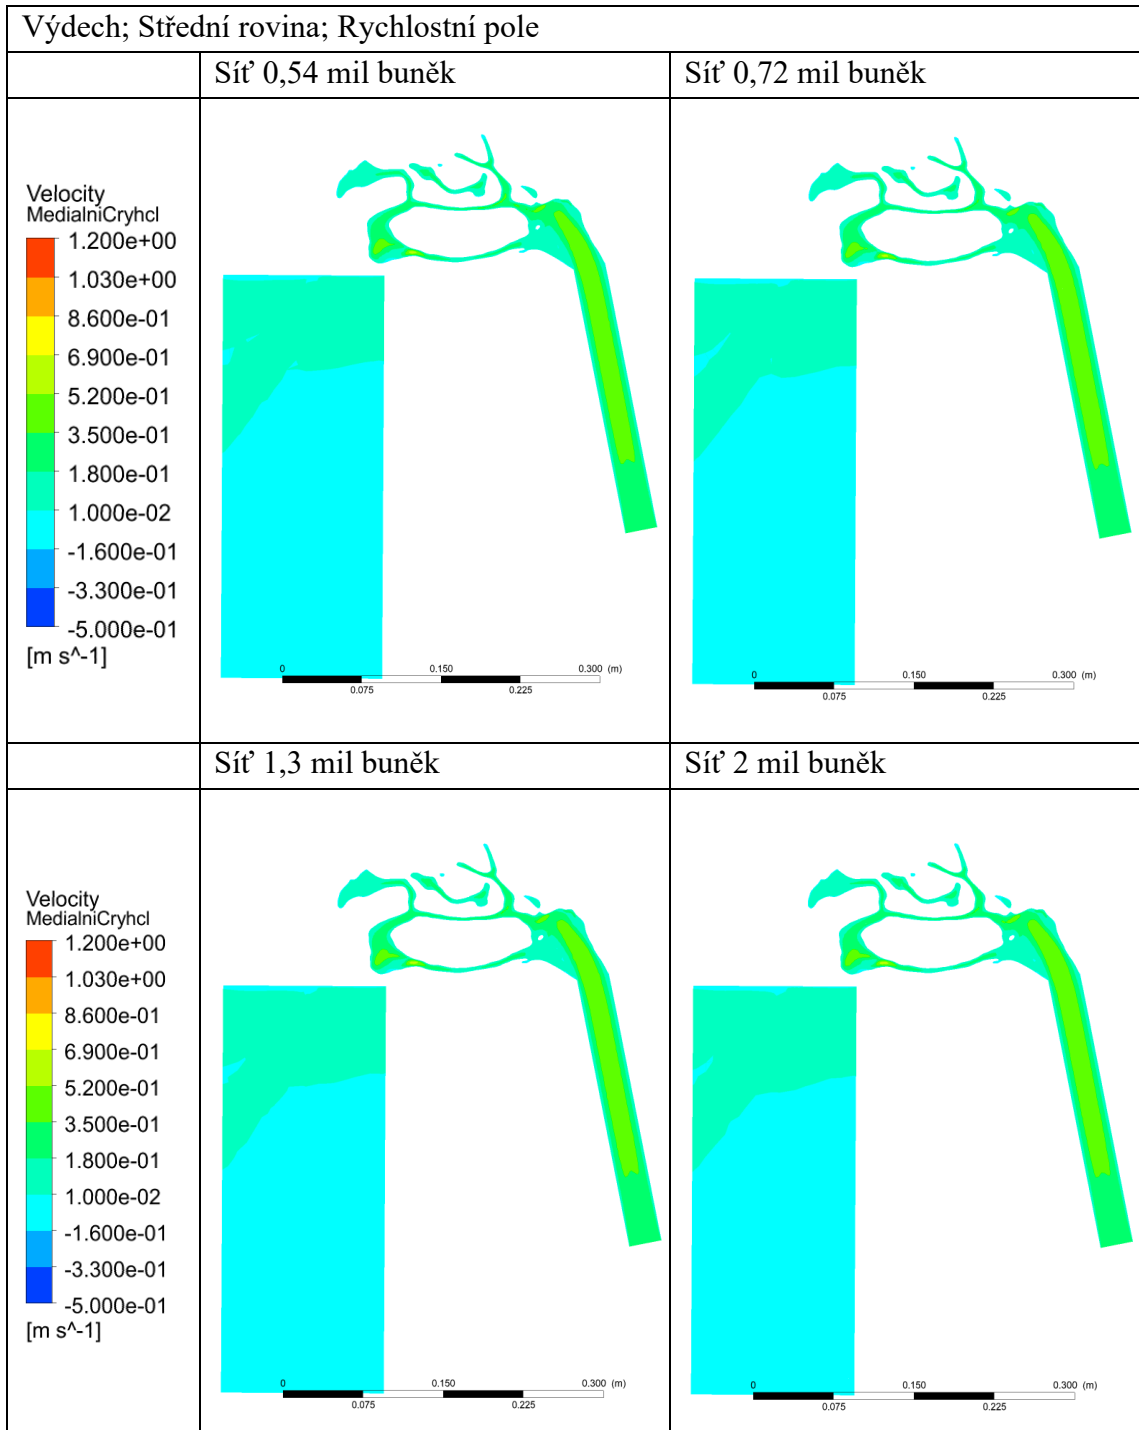 Výdech; Střední rovina; Rychlostní pole
Síť 0,54 mil buněk
Síť 0,72 mil buněk
Velocity
MedialniCryhcl
1.200e+00
1.030e+00
8.600e-01
6.900e-01
5.200e-01
3.500e-01
1.800e-01
1.000e-02
-1.600e-01
-3.300e-01
-5.000e-01
[m s^-1]
0 0.150 0.300 (m)
0.075 0.225
0 0.150 0.300 (m)
0.075 0.225
Síť 1,3 mil buněk
Síť 2 mil buněk
Velocity
MedialniCryhcl
1.200e+00
1.030e+00
8.600e-01
6.900e-01
5.200e-01
3.500e-01
1.800e-01
1.000e-02
-1.600e-01
-3.300e-01
-5.000e-01
[m s^-1]
0 0.150 0.300 (m)
0.075 0.225
0 0.150 0.300 (m)
0.075 0.225